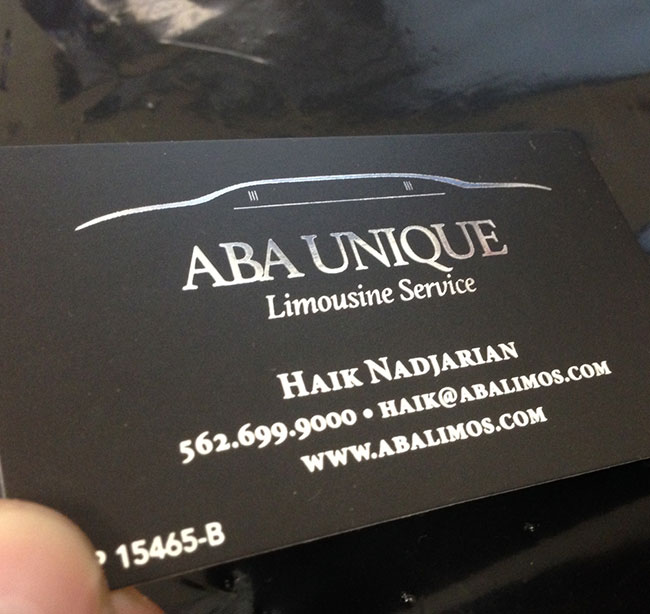 ABA UNIQUE
Limousine Service
HAIK NADJARIAN
562.699.9000 • HAIK@ABALIMOS.COM
WWW.ABALIMOS.COM
15465-B